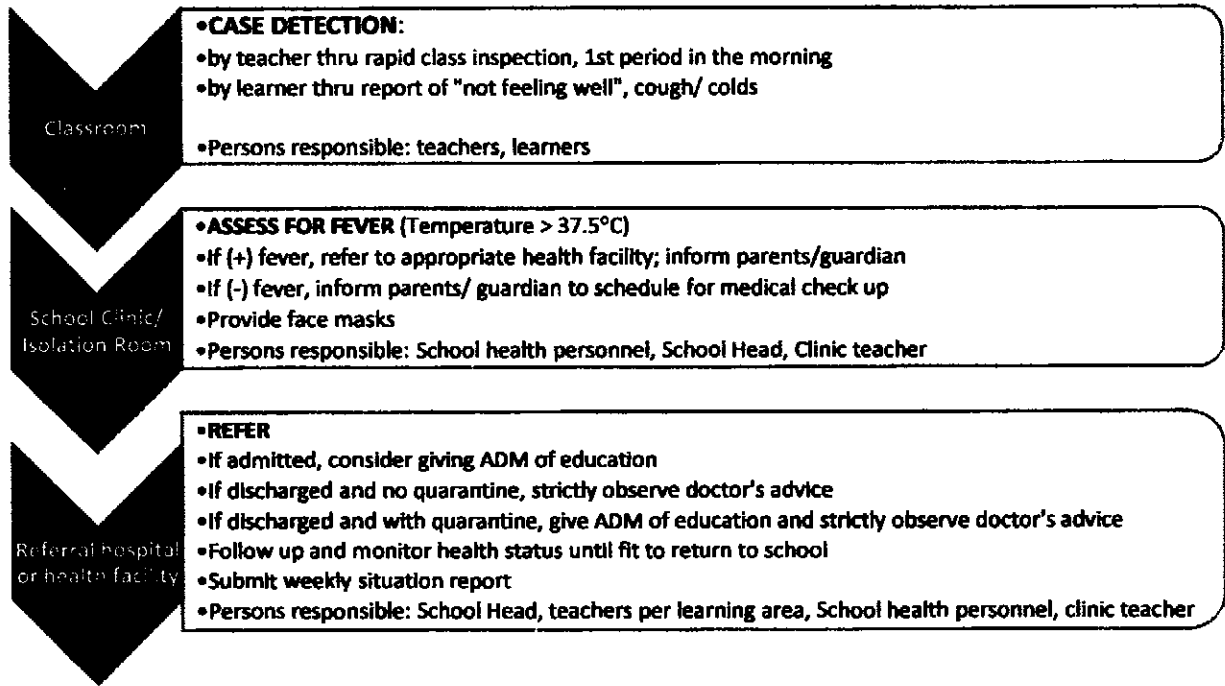 Classroom
•CASE DETECTION:
•by teacher thru rapid class inspection, 1st period in the morning
•by learner thru report of "not feeling well", cough/ colds
•Persons responsible: teachers, learners
School Clinic/
Isolation Room
•ASSESS FOR FEVER (Temperature > 37.5°C)
•If (+) fever, refer to appropriate health facility; inform parents/guardian
•If (-) fever, inform parents/ guardian to schedule for medical check up
•Provide face masks
•Persons responsible: School health personnel, School Head, Clinic teacher
Referral hospital
or health facility
•REFER
•If admitted, consider giving ADM of education
•If discharged and no quarantine, strictly observe doctor's advice
•If discharged and with quarantine, give ADM of education and strictly observe doctor's advice
•Follow up and monitor health status until fit to return to school
•Submit weekly situation report
•Persons responsible: School Head, teachers per learning area, School health personnel, clinic teacher